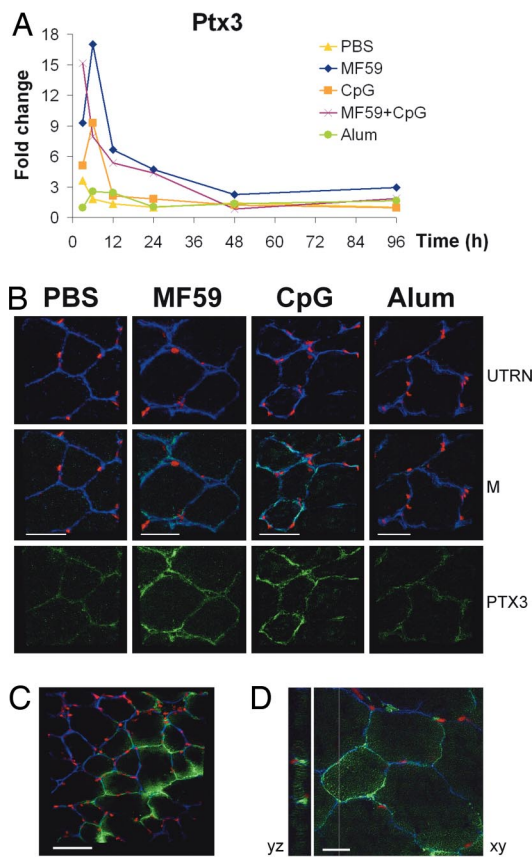 A
Ptx3
Fold change
18
15
12
9
6
3
0
PBS
MF59
CpG
MF59+CpG
Alum
0 12 24 36 48 60 72 84 96 Time (h)
B
PBS MF59 CpG Alum
UTRN
M
PTX3
C D
yz xy